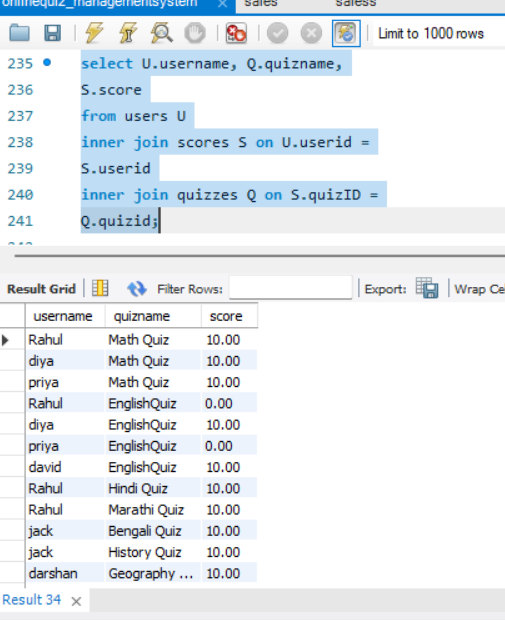 onlinequiz_managementsystem × sales saless
Limit to 1000 rows
235 select U.username, Q.quizname,
236 S.score
237 from users U
238 inner join scores S on U.userid =
239 S.userid
240 inner join quizzes Q on S.quizID =
241 Q.quizid;
Result Grid Filter Rows: Export: Wrap Ce
username quizname score
Rahul Math Quiz 10.00
diya Math Quiz 10.00
priya Math Quiz 10.00
Rahul EnglishQuiz 0.00
diya EnglishQuiz 10.00
priya EnglishQuiz 0.00
david EnglishQuiz 10.00
Rahul Hindi Quiz 10.00
Rahul Marathi Quiz 10.00
jack Bengali Quiz 10.00
jack History Quiz 10.00
darshan Geography ... 10.00
Result 34 ×